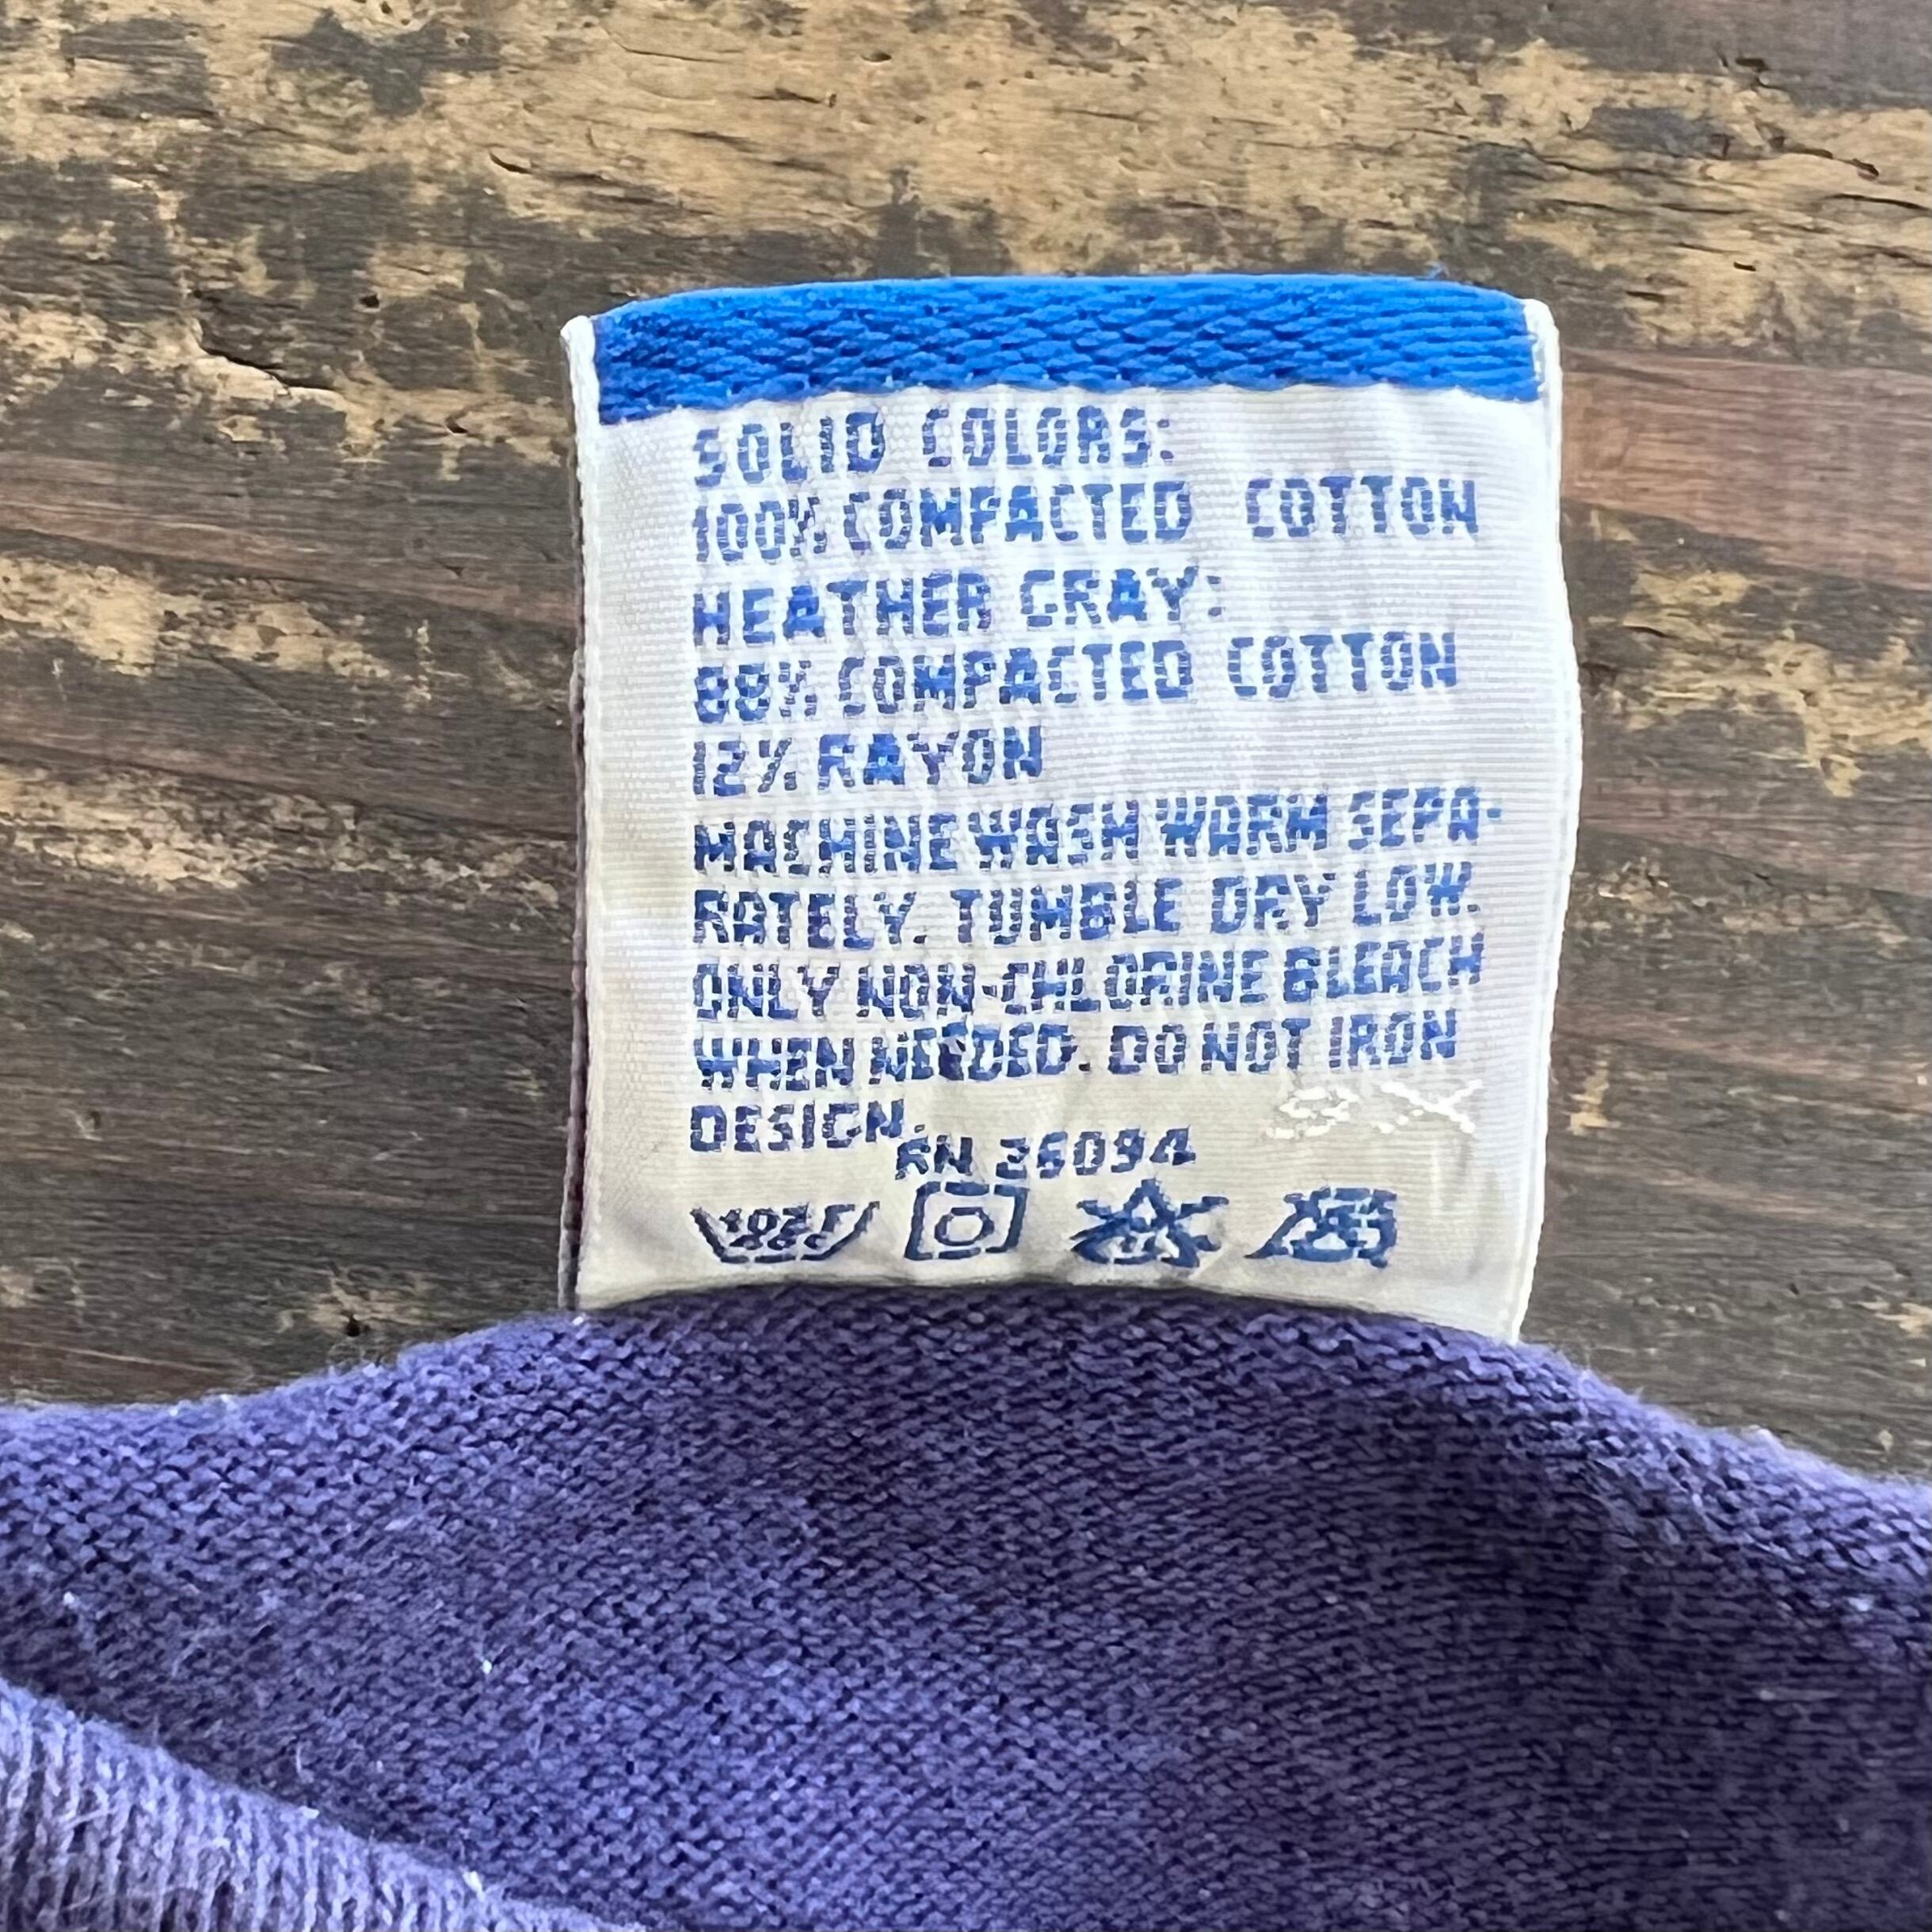 SOLID COLORS:
100% COMPACTED COTTON
HEATHER GRAY:
88% COMPACTED COTTON
12% RAYON
MACHINE WASH WARM SEPA-
RATELY. TUMBLE DRY LOW.
ONLY NON-CHLORINE BLEACH
WHEN NEEDED. DO NOT IRON
DESIGN.
RN 26094